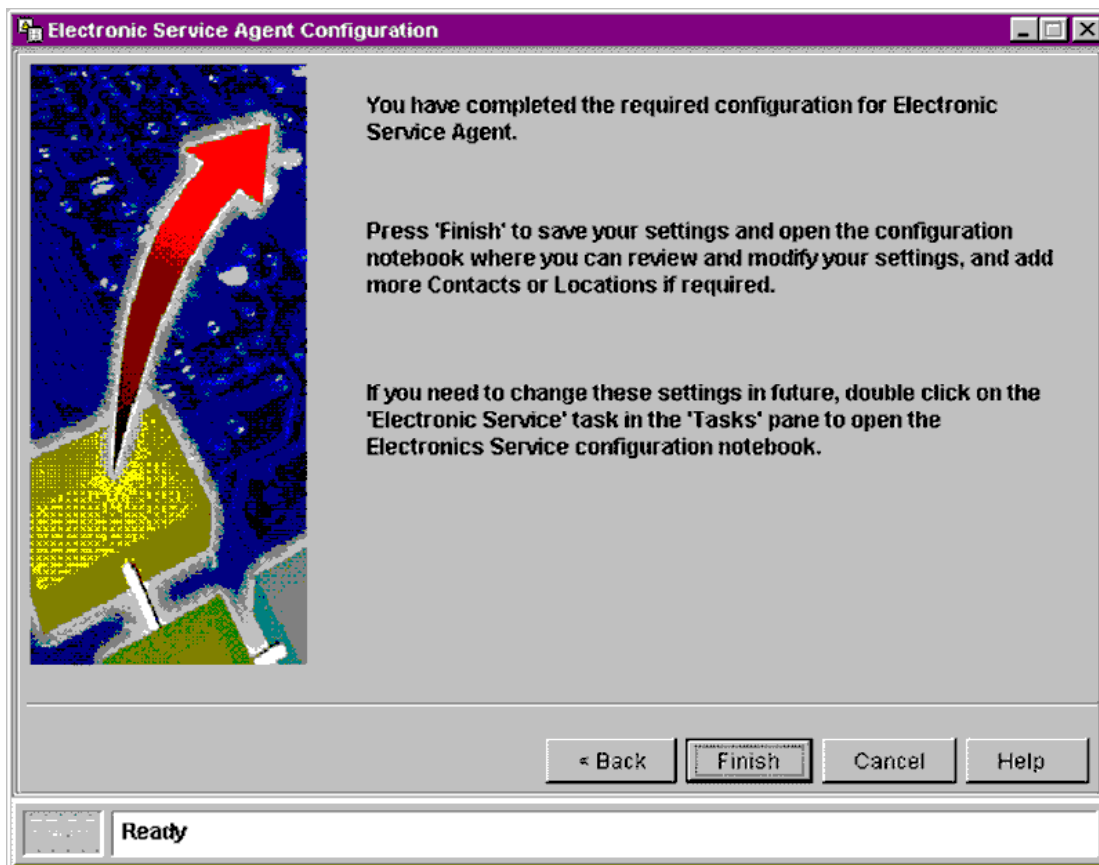 Electronic Service Agent Configuration
You have completed the required configuration for Electronic
Service Agent.
Press 'Finish' to save your settings and open the configuration
notebook where you can review and modify your settings, and add
more Contacts or Locations if required.
If you need to change these settings in future, double click on the
'Electronic Service' task in the 'Tasks' pane to open the
Electronics Service configuration notebook.
« Back Finish Cancel Help
Ready